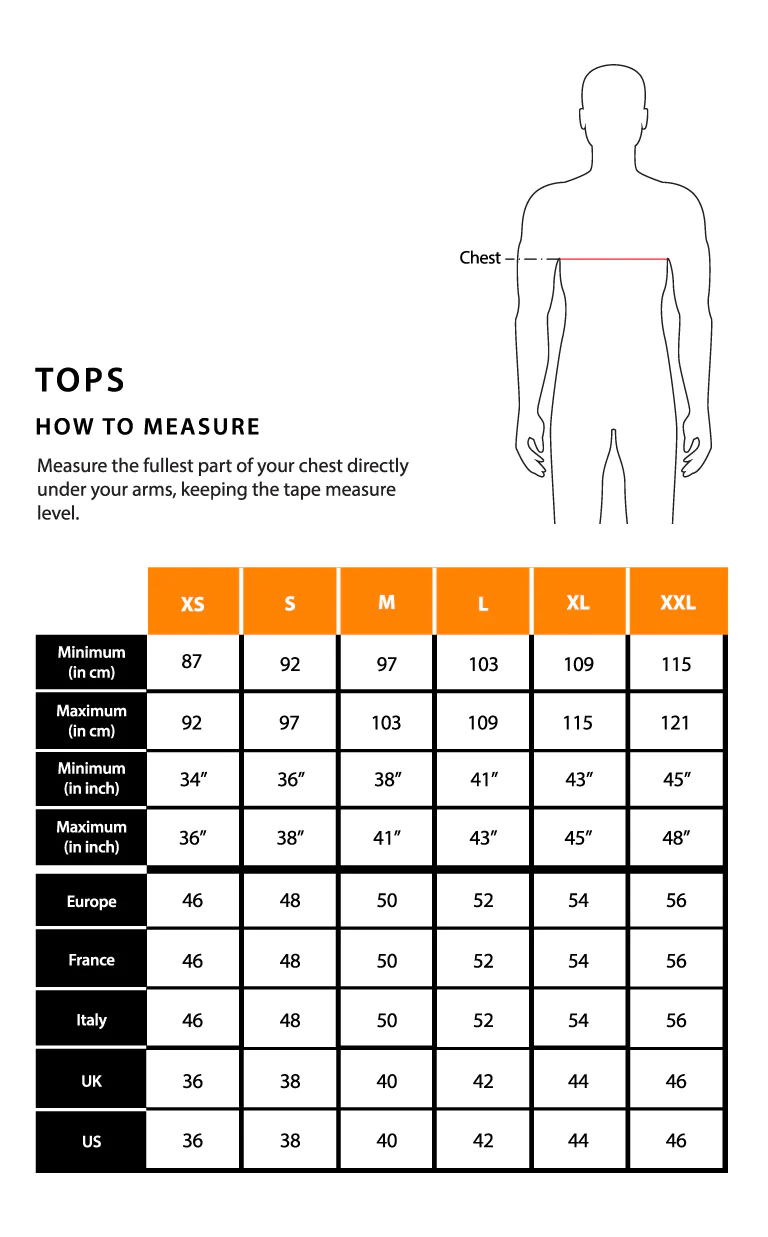 Chest
TOPS
HOW TO MEASURE
Measure the fullest part of your chest directly
under your arms, keeping the tape measure
level.
XS S M L XL XXL
Minimum
(in cm) 87 92 97 103 109 115
Maximum
(in cm) 92 97 103 109 115 121
Minimum
(in inch) 34” 36” 38” 41” 43” 45”
Maximum
(in inch) 36” 38” 41” 43” 45” 48”
Europe 46 48 50 52 54 56
France 46 48 50 52 54 56
Italy 46 48 50 52 54 56
UK 36 38 40 42 44 46
US 36 38 40 42 44 46